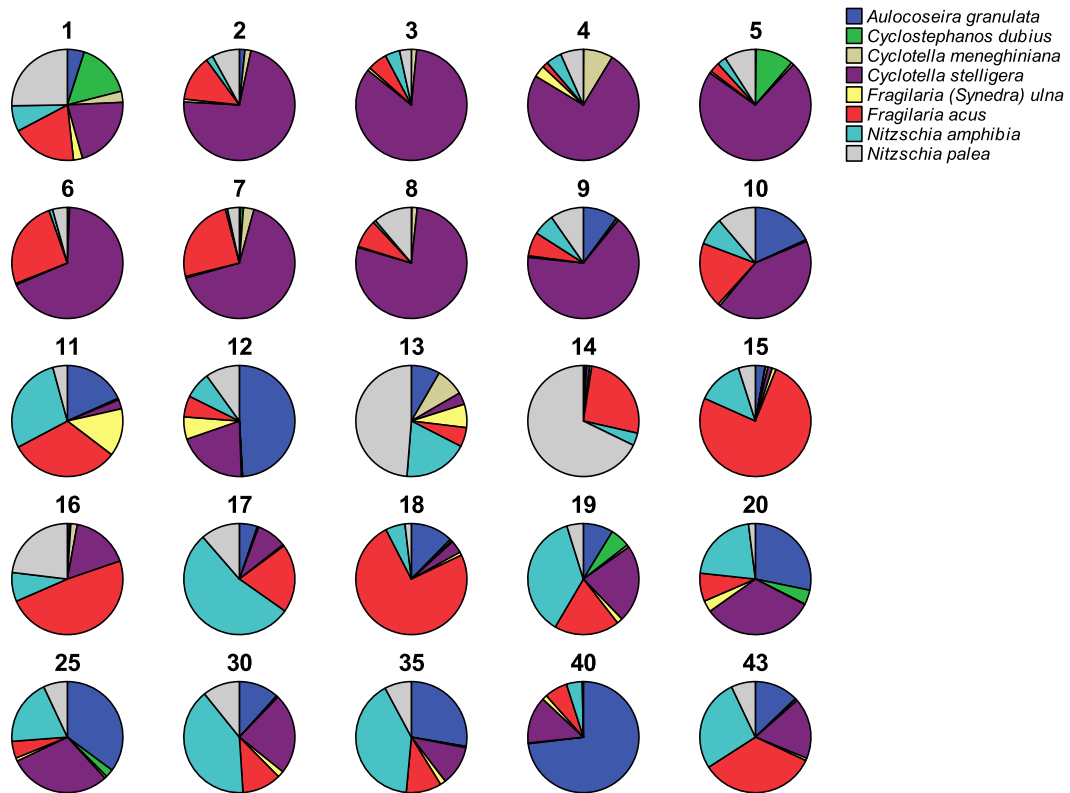 1 2 3 4 5
Aulocoseira granulata
Cyclostephanos dubius
Cyclotella meneghiniana
Cyclotella stelligera
Fragilaria (Synedra) ulna
Fragilaria acus
Nitzschia amphibia
Nitzschia palea
6 7 8 9 10
11 12 13 14 15
16 17 18 19 20
25 30 35 40 43